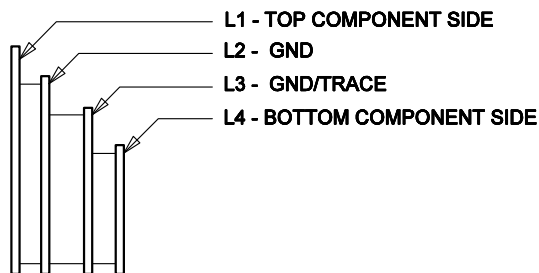 L1 - TOP COMPONENT SIDE
L2 - GND
L3 - GND/TRACE
L4 - BOTTOM COMPONENT SIDE